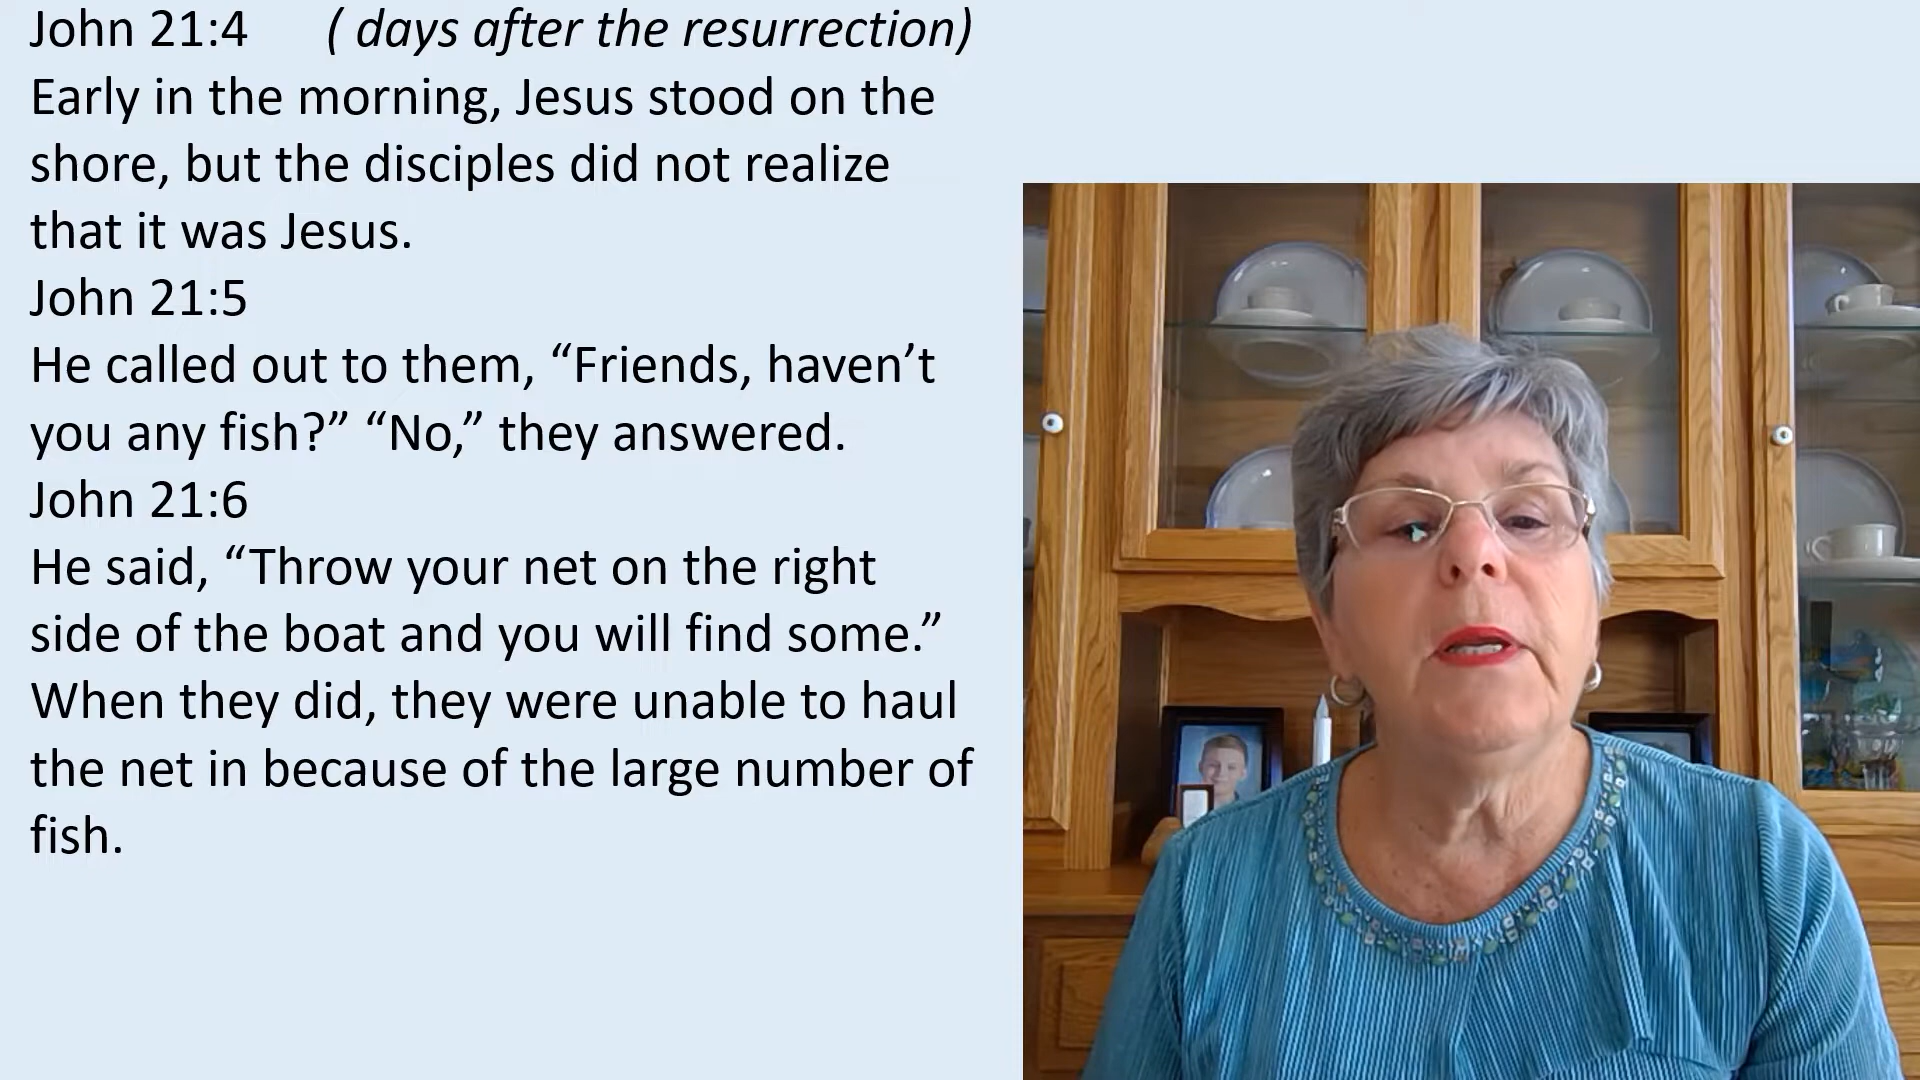 John 21:4 ( days after the resurrection)
Early in the morning, Jesus stood on the
shore, but the disciples did not realize
that it was Jesus.
John 21:5
He called out to them, “Friends, haven’t
you any fish?” “No,” they answered.
John 21:6
He said, “Throw your net on the right
side of the boat and you will find some.”
When they did, they were unable to haul
the net in because of the large number of
fish.